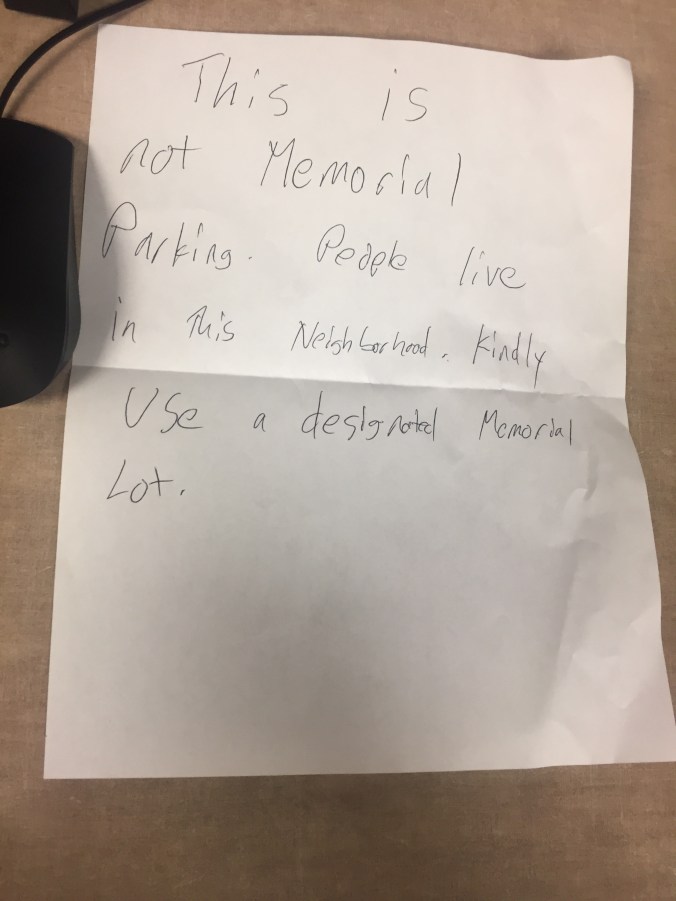 This is
not Memorial
Parking. People live
in This Neighborhood. Kindly
Use a designated Memorial
Lot.